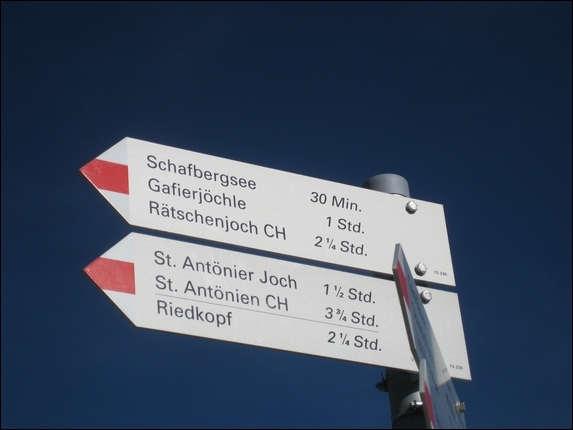 Schafbergsee 30 Min.
Gafierjöchle 1 Std.
Rätschenjoch CH 2 ¼ Std.
St. Antönier Joch 1 ½ Std.
St. Antönien CH 3 ¾ Std.
Riedkopf 2 ¼ Std.